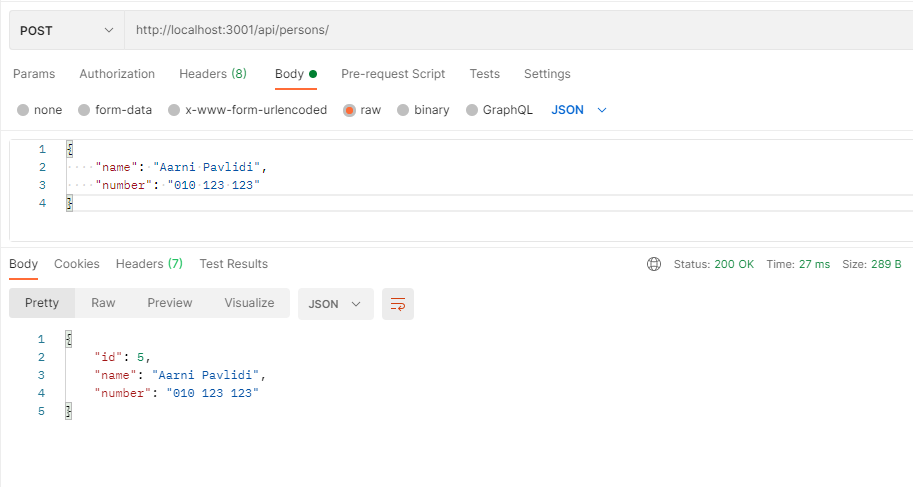 POST http://localhost:3001/api/persons/
Params Authorization Headers (8) Body Pre-request Script Tests Settings
none form-data x-www-form-urlencoded raw binary GraphQL JSON
1 {
2 ····"name":·"Aarni·Pavlidi",
3 ····"number":·"010·123·123"
4 }
Body Cookies Headers (7) Test Results Status: 200 OK Time: 27 ms Size: 289 B
Pretty Raw Preview Visualize JSON
1 {
2 "id": 5,
3 "name": "Aarni Pavlidi",
4 "number": "010 123 123"
5 }